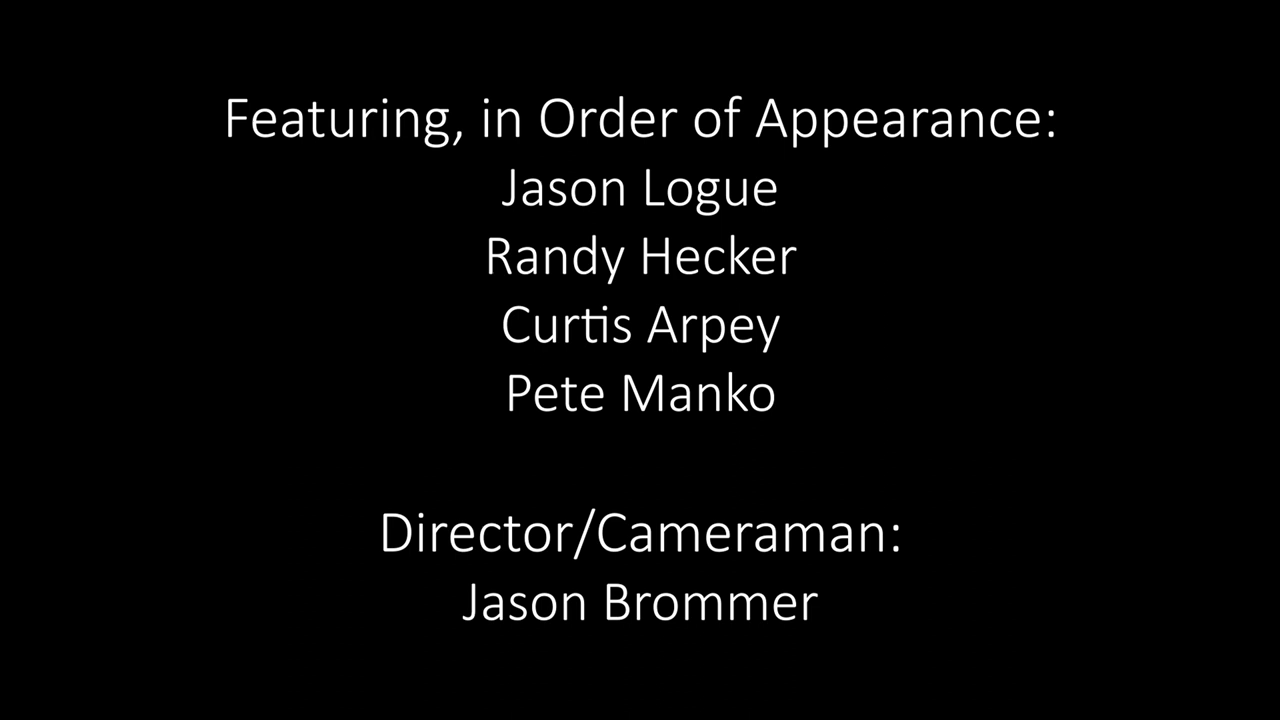 Featuring, in Order of Appearance:
Jason Logue
Randy Hecker
Curtis Arpey
Pete Manko
Director/Cameraman:
Jason Brommer